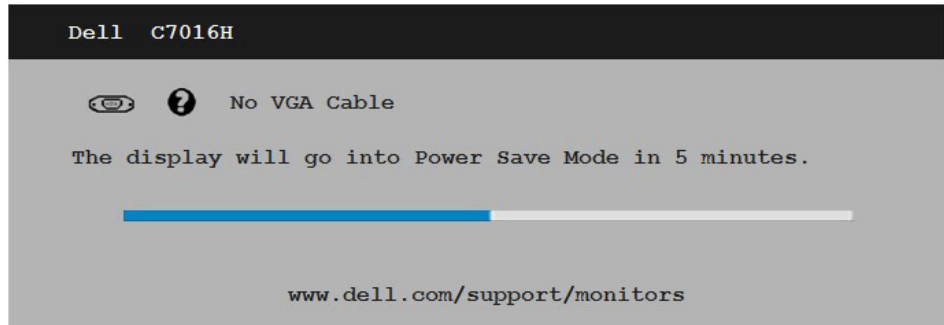 Dell C7016H
? No VGA Cable
The display will go into Power Save Mode in 5 minutes.
www.dell.com/support/monitors